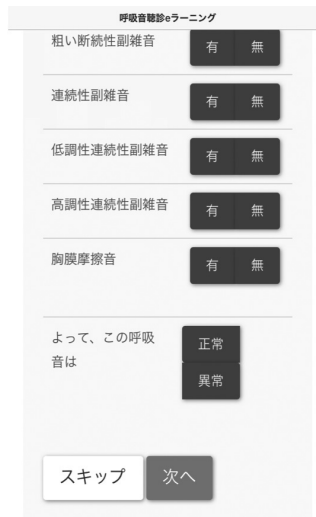 呼吸音聴診eラーニング
粗い断続性副雑音 有 無
連続性副雑音 有 無
低調性連続性副雑音 有 無
高調性連続性副雑音 有 無
胸膜摩擦音 有 無
よって、この呼吸 正常
音は 異常
スキップ 次へ